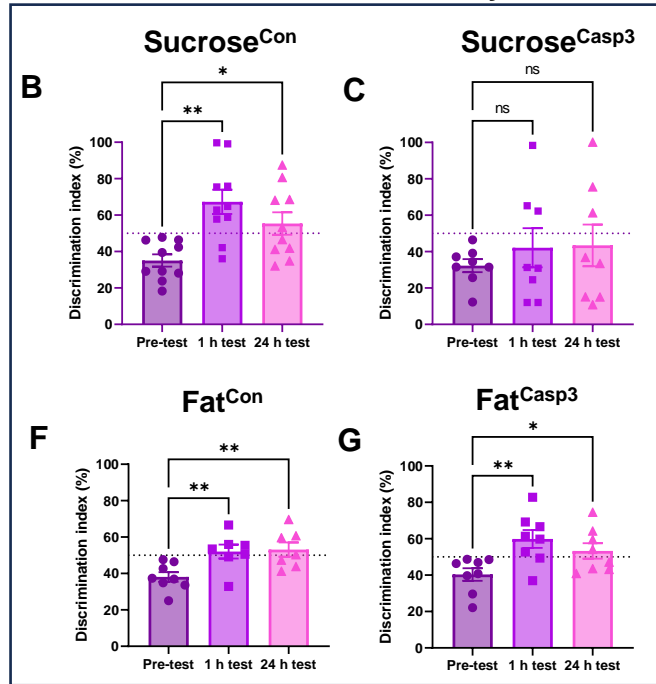 Sucrose^Con
B
* 
**
Discrimination index (%)
100
80
60
40
20
0
Pre-test 1 h test 24 h test
Sucrose^Casp3
C
ns
ns
Discrimination index (%)
100
80
60
40
20
0
Pre-test 1 h test 24 h test
Fat^Con
F
**
**
Discrimination index (%)
100
80
60
40
20
0
Pre-test 1 h test 24 h test
Fat^Casp3
G
*
**
Discrimination index (%)
100
80
60
40
20
0
Pre-test 1 h test 24 h test